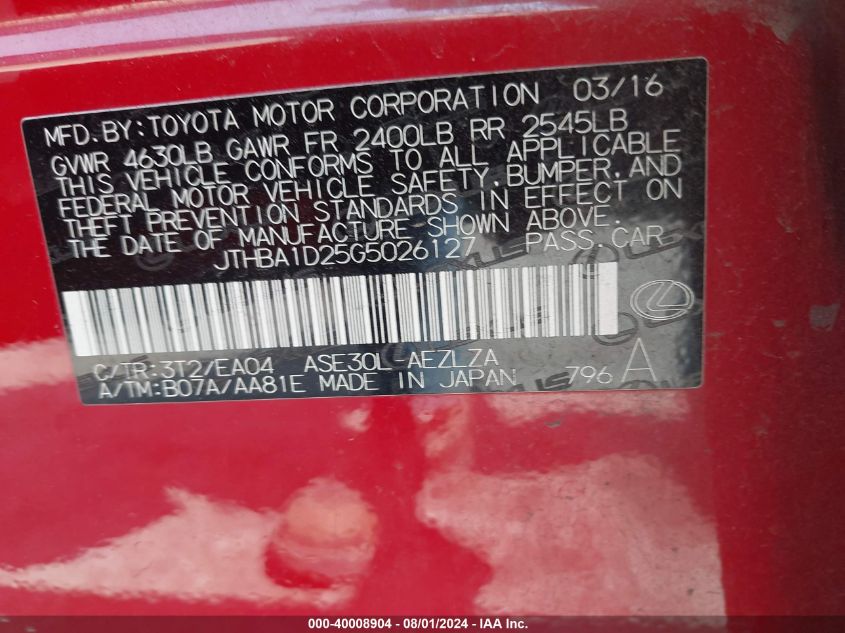 MFD. BY: TOYOTA MOTOR CORPORATION 03/16
GVWR 4630LB GAWR FR 2400LB RR 2545LB
THIS VEHICLE CONFORMS TO ALL APPLICABLE
FEDERAL MOTOR VEHICLE SAFETY, BUMPER, AND
THEFT PREVENTION STANDARDS IN EFFECT ON
THE DATE OF MANUFACTURE SHOWN ABOVE.
JTHBA1D25G5026127 PASS. CAR
C/TR: 3T2/EA04 ASE30L-AEZLZA
A/TM: B07A/AA81E MADE IN JAPAN 796 A
000-40008904 - 08/01/2024 - IAA Inc.